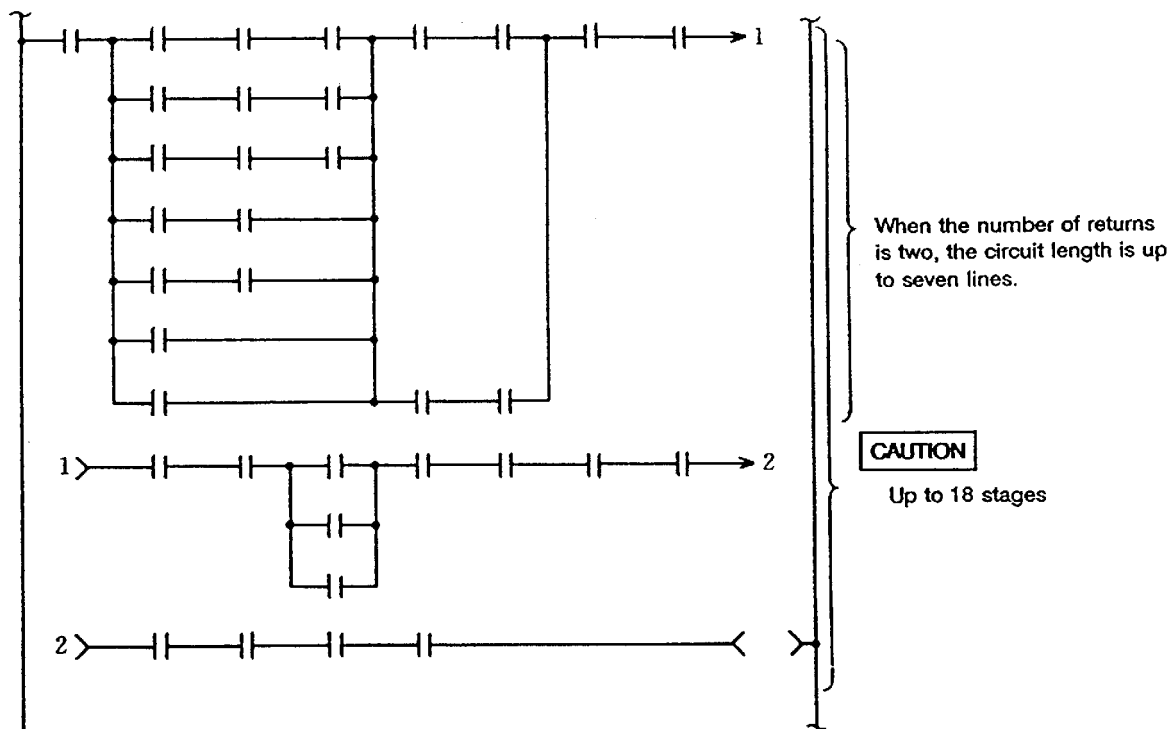 1
When the number of returns
is two, the circuit length is up
to seven lines.
CAUTION
1
2
Up to 18 stages
2